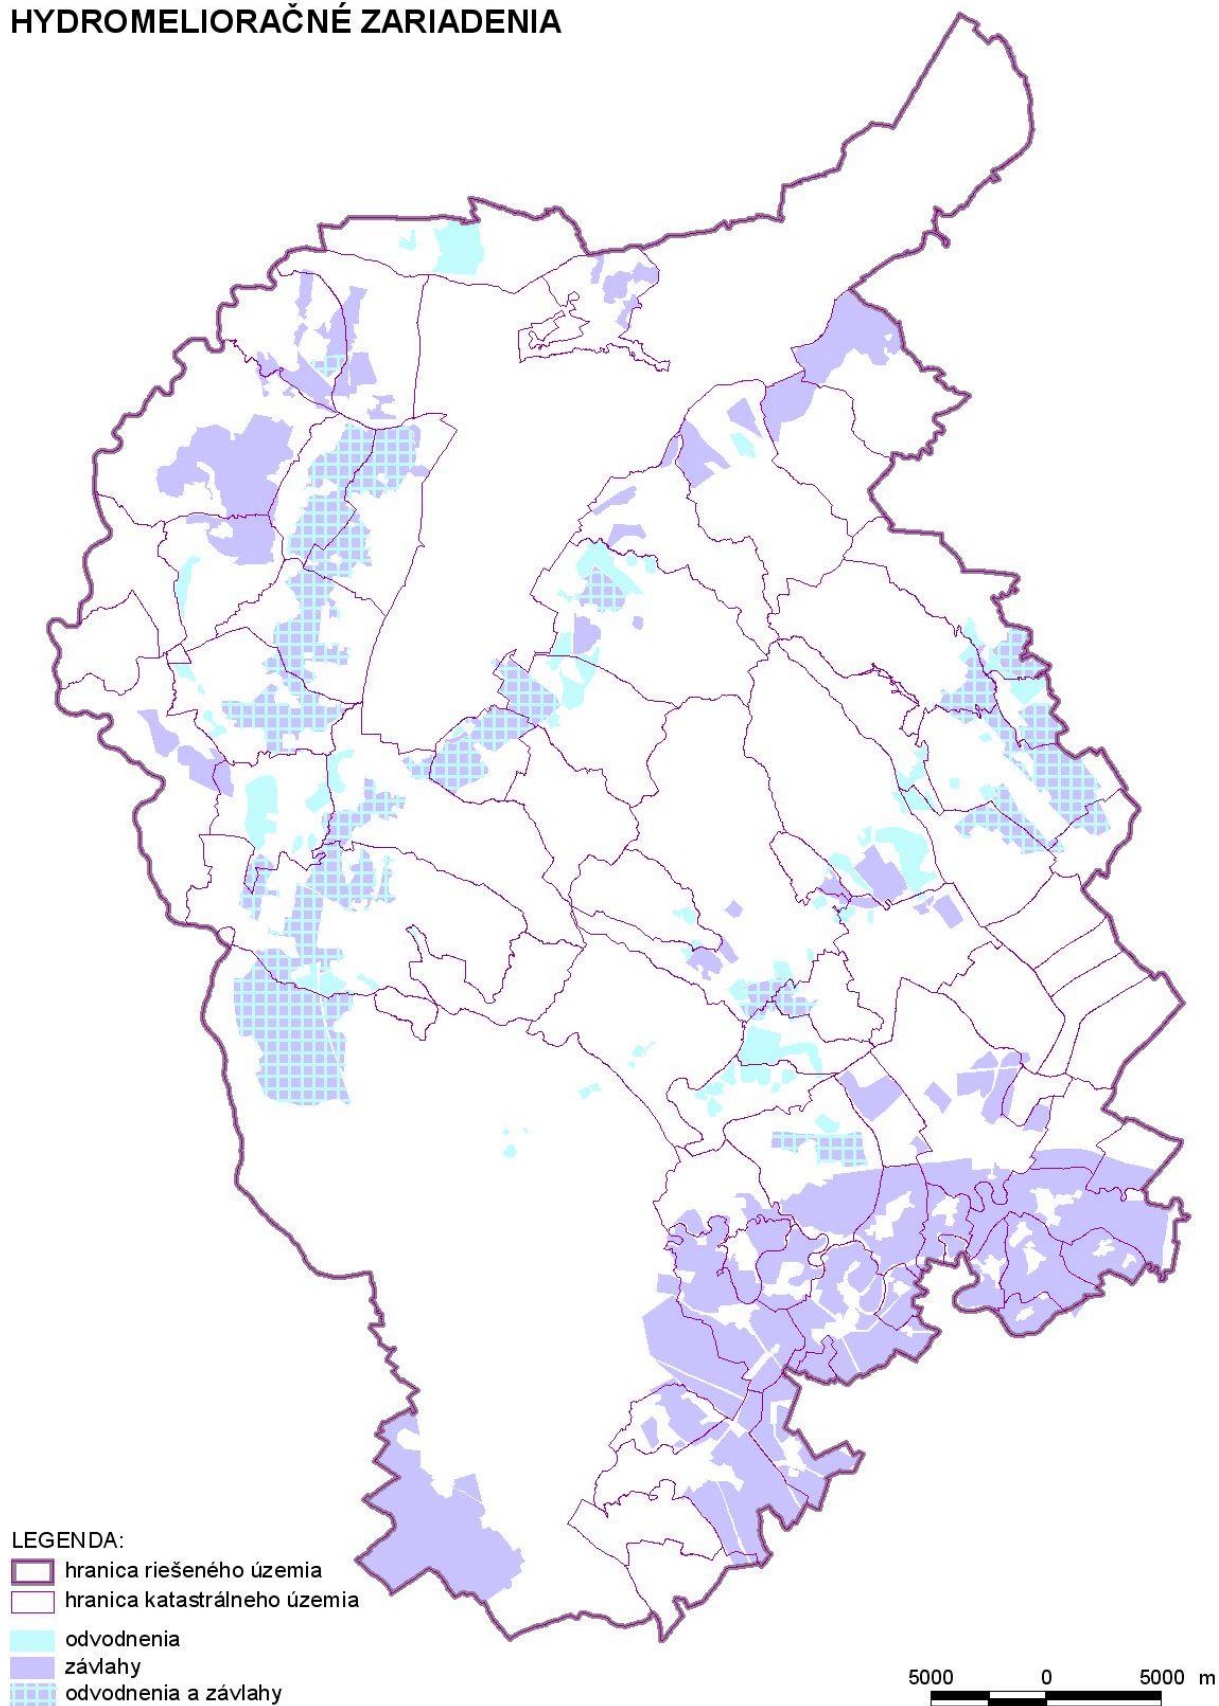 HYDROMELIORAČNÉ ZARIADENIA
LEGENDA:
hranica riešeného územia
hranica katastrálneho územia
odvodnenia
závlahy
odvodnenia a závlahy
5000 0 5000 m